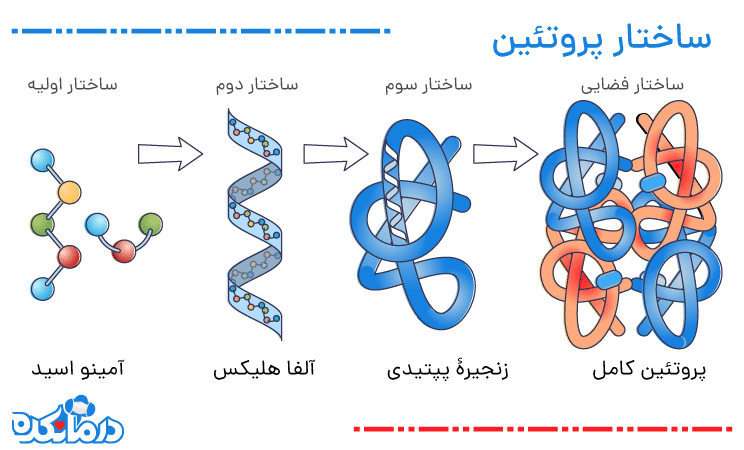 ساختار پروتئین
ساختار اولیه
ساختار دوم
ساختار سوم
ساختار فضایی
آمینو اسید
آلفا هلیکس
زنجیرهٔ پپتیدی
پروتئین کامل
درمانکده